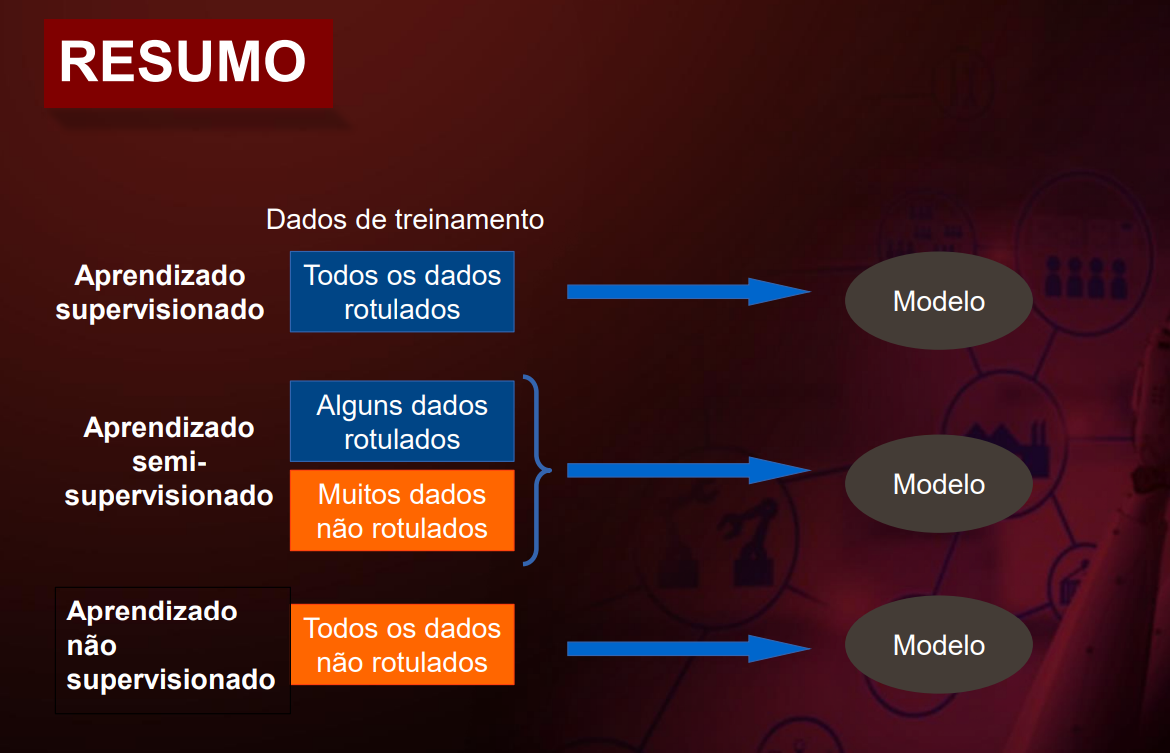 RESUMO
Dados de treinamento
Aprendizado
supervisionado
Todos os dados
rotulados
Modelo
Aprendizado
semi-
supervisionado
Alguns dados
rotulados
Muitos dados
não rotulados
Modelo
Aprendizado
não
supervisionado
Todos os dados
não rotulados
Modelo